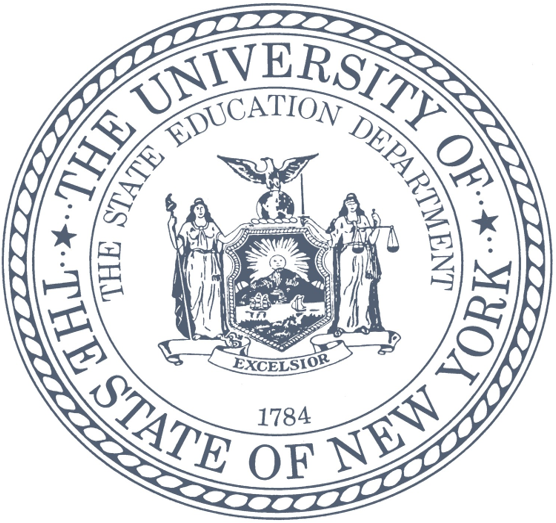 THE UNIVERSITY OF
THE STATE OF NEW YORK
THE STATE EDUCATION DEPARTMENT
EXCELSIOR
1784